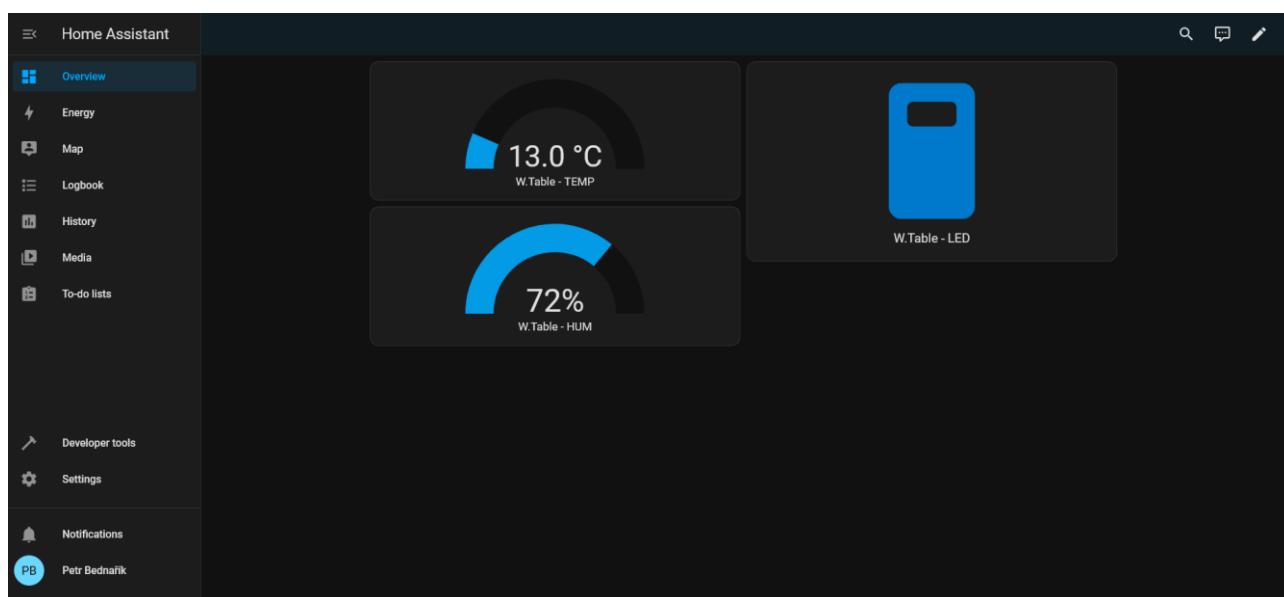 Home Assistant
Overview
Energy
Map
Logbook
History
Media
To-do lists
Developer tools
Settings
Notifications
PB
Petr Bednařík
13.0 °C
W.Table - TEMP
72%
W.Table - HUM
W.Table - LED